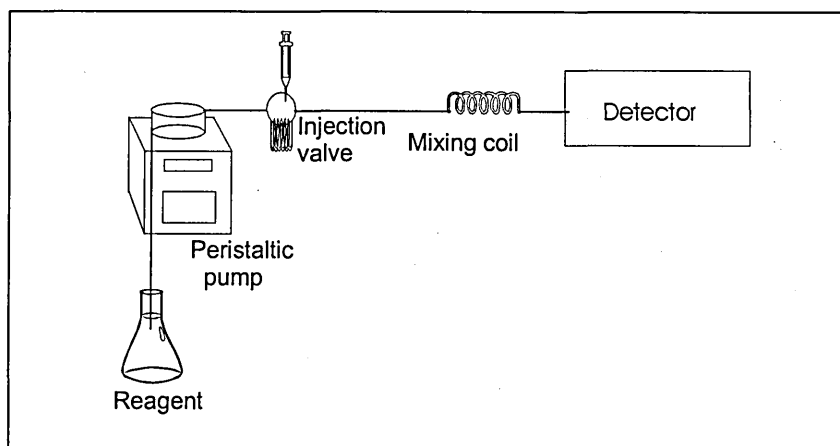 Injection
valve
Mixing coil
Detector
Peristaltic
pump
Reagent